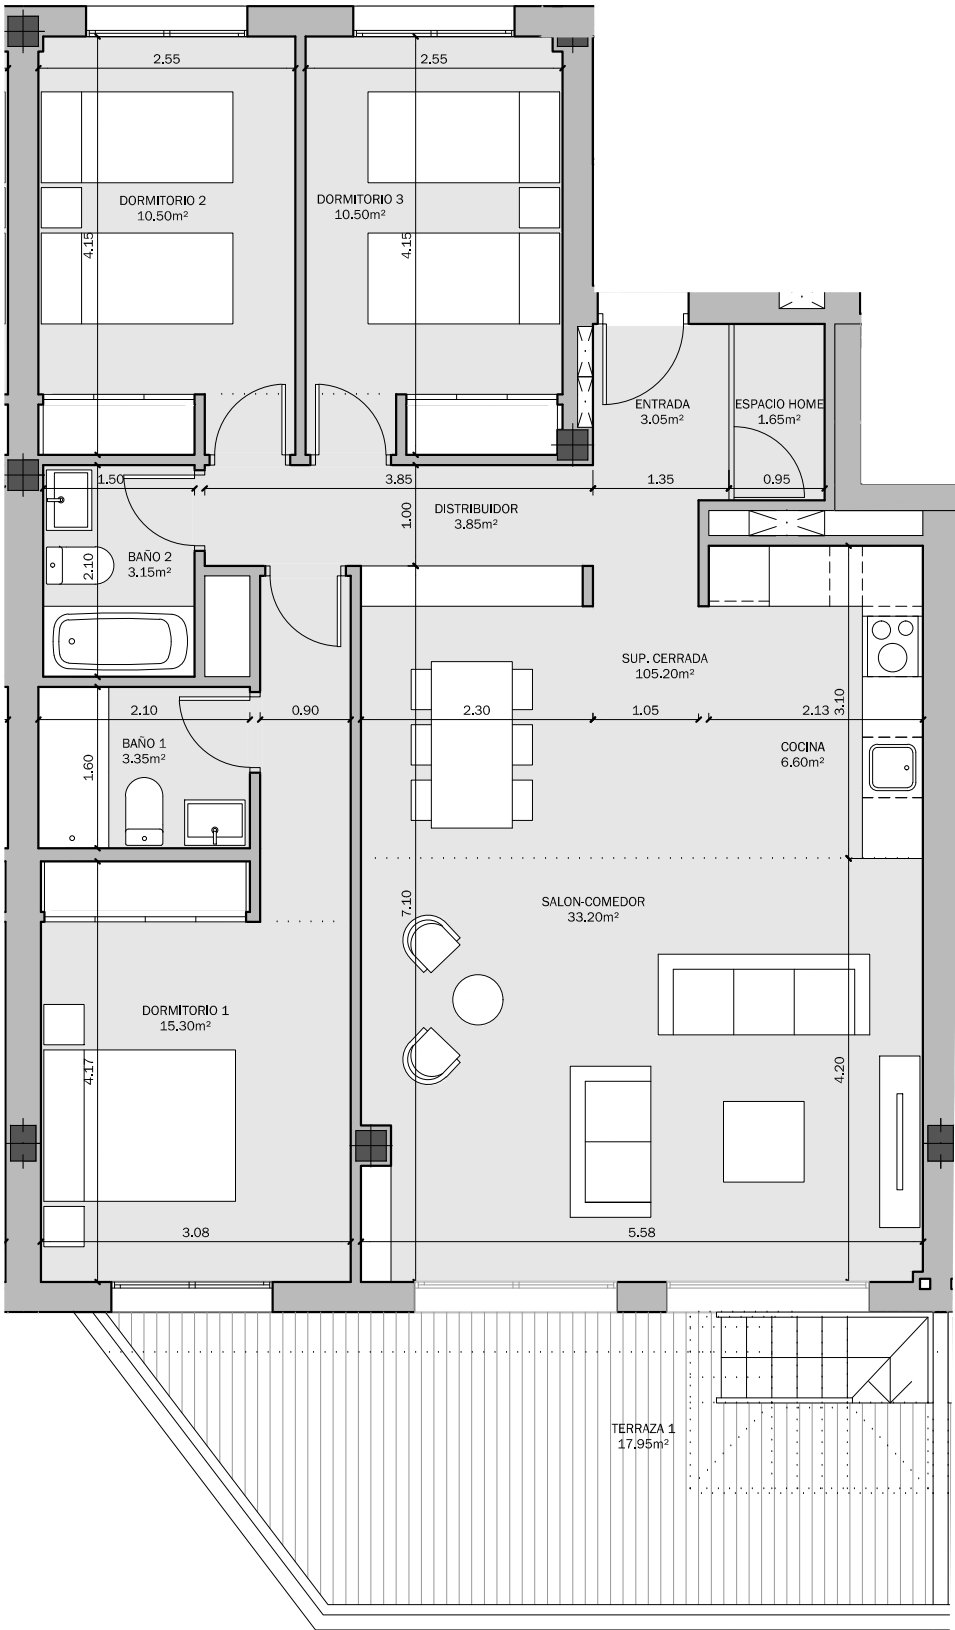 2.55
2.55
DORMITORIO 2
10.50m²
DORMITORIO 3
10.50m²
4.15
4.15
ENTRADA
3.05m²
ESPACIO HOME
1.65m²
1.50
3.85
1.35
0.95
DISTRIBUIDOR
3.85m²
1.00
BAÑO 2
3.15m²
2.10
SUP. CERRADA
105.20m²
2.10
0.90
2.30
1.05
2.13
3.10
BAÑO 1
3.35m²
1.60
COCINA
6.60m²
SALON-COMEDOR
33.20m²
7.10
DORMITORIO 1
15.30m²
4.17
4.20
3.08
5.58
TERRAZA 1
17.95m²